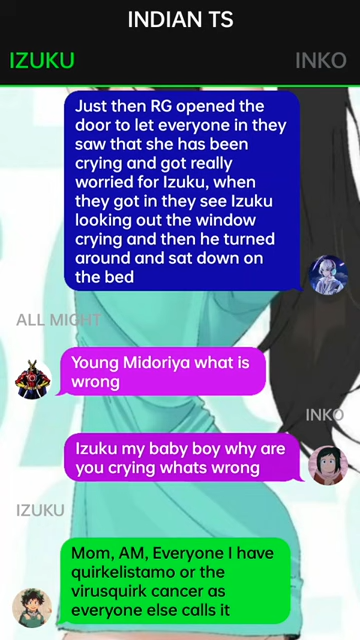 INDIAN TS
IZUKU INKO
Just then RG opened the
door to let everyone in they
saw that she has been
crying and got really
worried for Izuku, when
they got in they see Izuku
looking out the window
crying and then he turned
around and sat down on
the bed
ALL MIGHT
Young Midoriya what is
wrong
INKO
Izuku my baby boy why are
you crying whats wrong
IZUKU
Mom, AM, Everyone I have
quirkelistamo or the
virusquirk cancer as
everyone else calls it